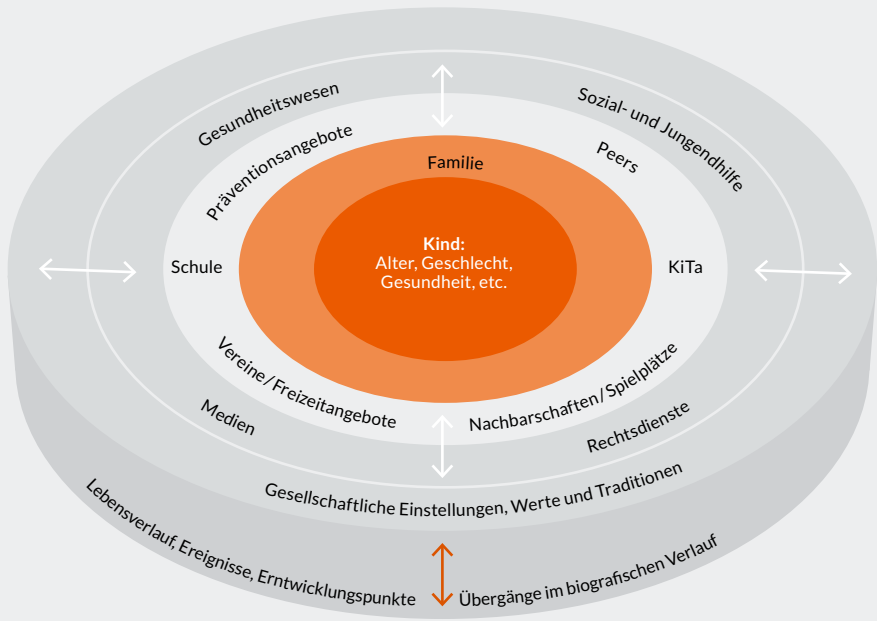 Gesundheitswesen
Sozial- und Jungendhilfe
Präventionsangebote
Peers
Familie
Kind:
Alter, Geschlecht,
Gesundheit, etc.
Schule
KiTa
Vereine/Freizeitangebote
Nachbarschaften/Spielplätze
Medien
Rechtsdienste
Gesellschaftliche Einstellungen, Werte und Traditionen
Lebensverlauf, Ereignisse, Erntwicklungspunkte
Übergänge im biografischen Verlauf